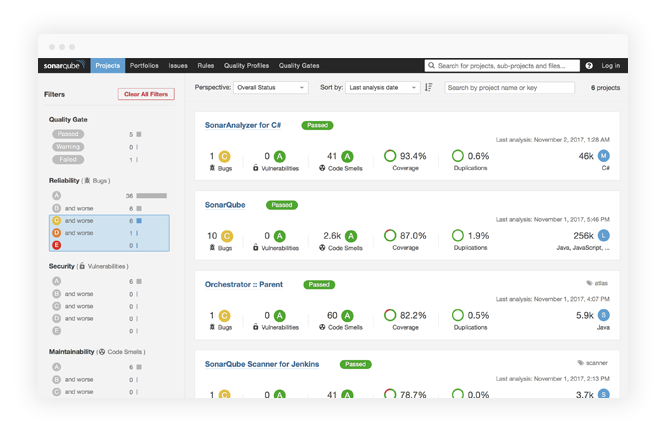 sonarqube Projects Portfolios Issues Rules Quality Profiles Quality Gates Search for projects, sub-projects and files... ? Log in
Filters Clear All Filters
Perspective: Overall Status Sort by: Last analysis date Search by project name or key 6 projects
Quality Gate
Passed 5
Warning 0
Failed 1
Reliability ( Bugs )
A 36
B and worse 6
C and worse 6
D and worse 1
E 0
Security ( Vulnerabilities )
A 6
B and worse 0
C and worse 0
D and worse 0
E 0
Maintainability ( Code Smells )
A 6
B and worse 0
C and worse 0
SonarAnalyzer for C# Passed
Last analysis: November 2, 2017, 1:28 AM
1 C 0 A 41 A 93.4% 0.6% 46k M
Bugs Vulnerabilities Code Smells Coverage Duplications C#
SonarQube Passed
Last analysis: November 1, 2017, 5:46 PM
10 C 0 A 2.6k A 87.0% 1.9% 256k L
Bugs Vulnerabilities Code Smells Coverage Duplications Java, JavaScript, ...
Orchestrator :: Parent Passed atlas
Last analysis: November 1, 2017, 4:07 PM
1 C 0 A 60 A 82.2% 0.5% 5.9k S
Bugs Vulnerabilities Code Smells Coverage Duplications Java
SonarQube Scanner for Jenkins Passed scanner
Last analysis: November 1, 2017, 2:13 PM
1 C 0 A 41 A 78.7% 0.0% 3.7k S